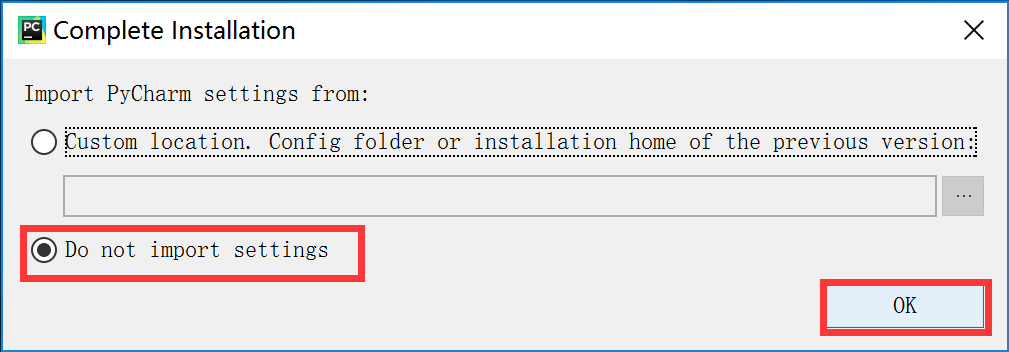 PC
Complete Installation
Import PyCharm settings from:
Custom location. Config folder or installation home of the previous version:
...
Do not import settings
OK